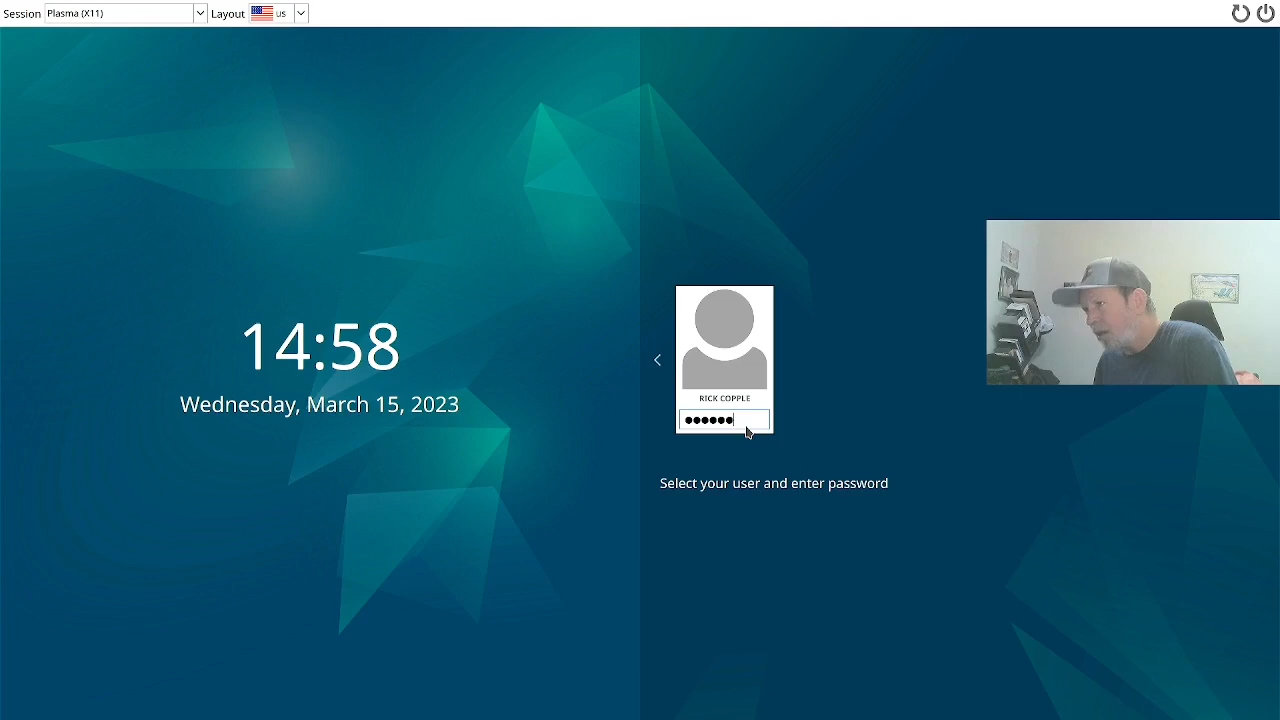 Session Plasma (X11) Layout us
14:58
Wednesday, March 15, 2023
RICK COPPLE
Select your user and enter password